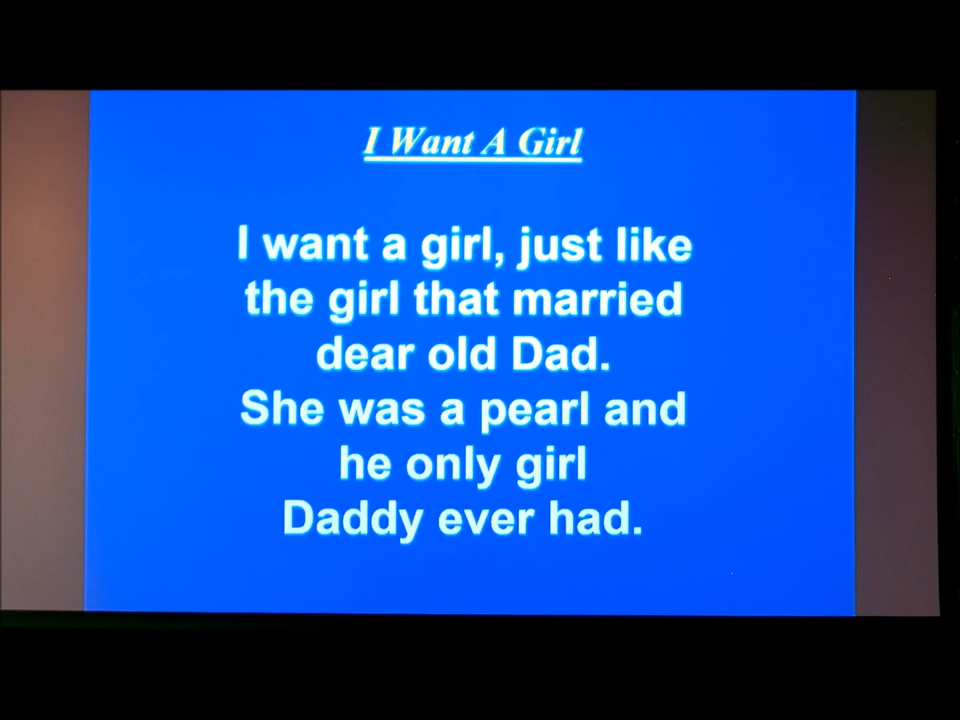 I Want A Girl
I want a girl, just like
the girl that married
dear old Dad.
She was a pearl and
he only girl
Daddy ever had.